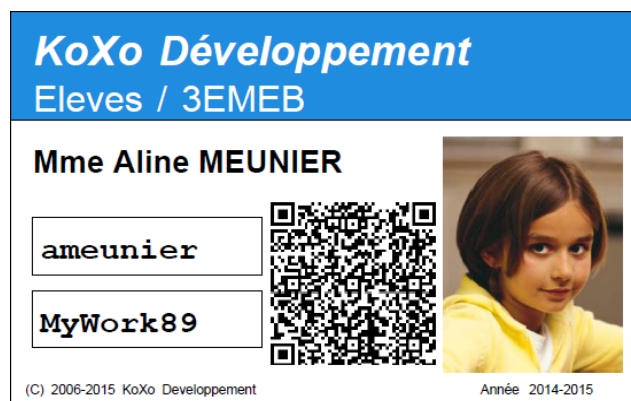 KoXo Développement
Eleves / 3EMEB
Mme Aline MEUNIER
ameunier
MyWork89
(C) 2006-2015 KoXo Developpement
Année 2014-2015